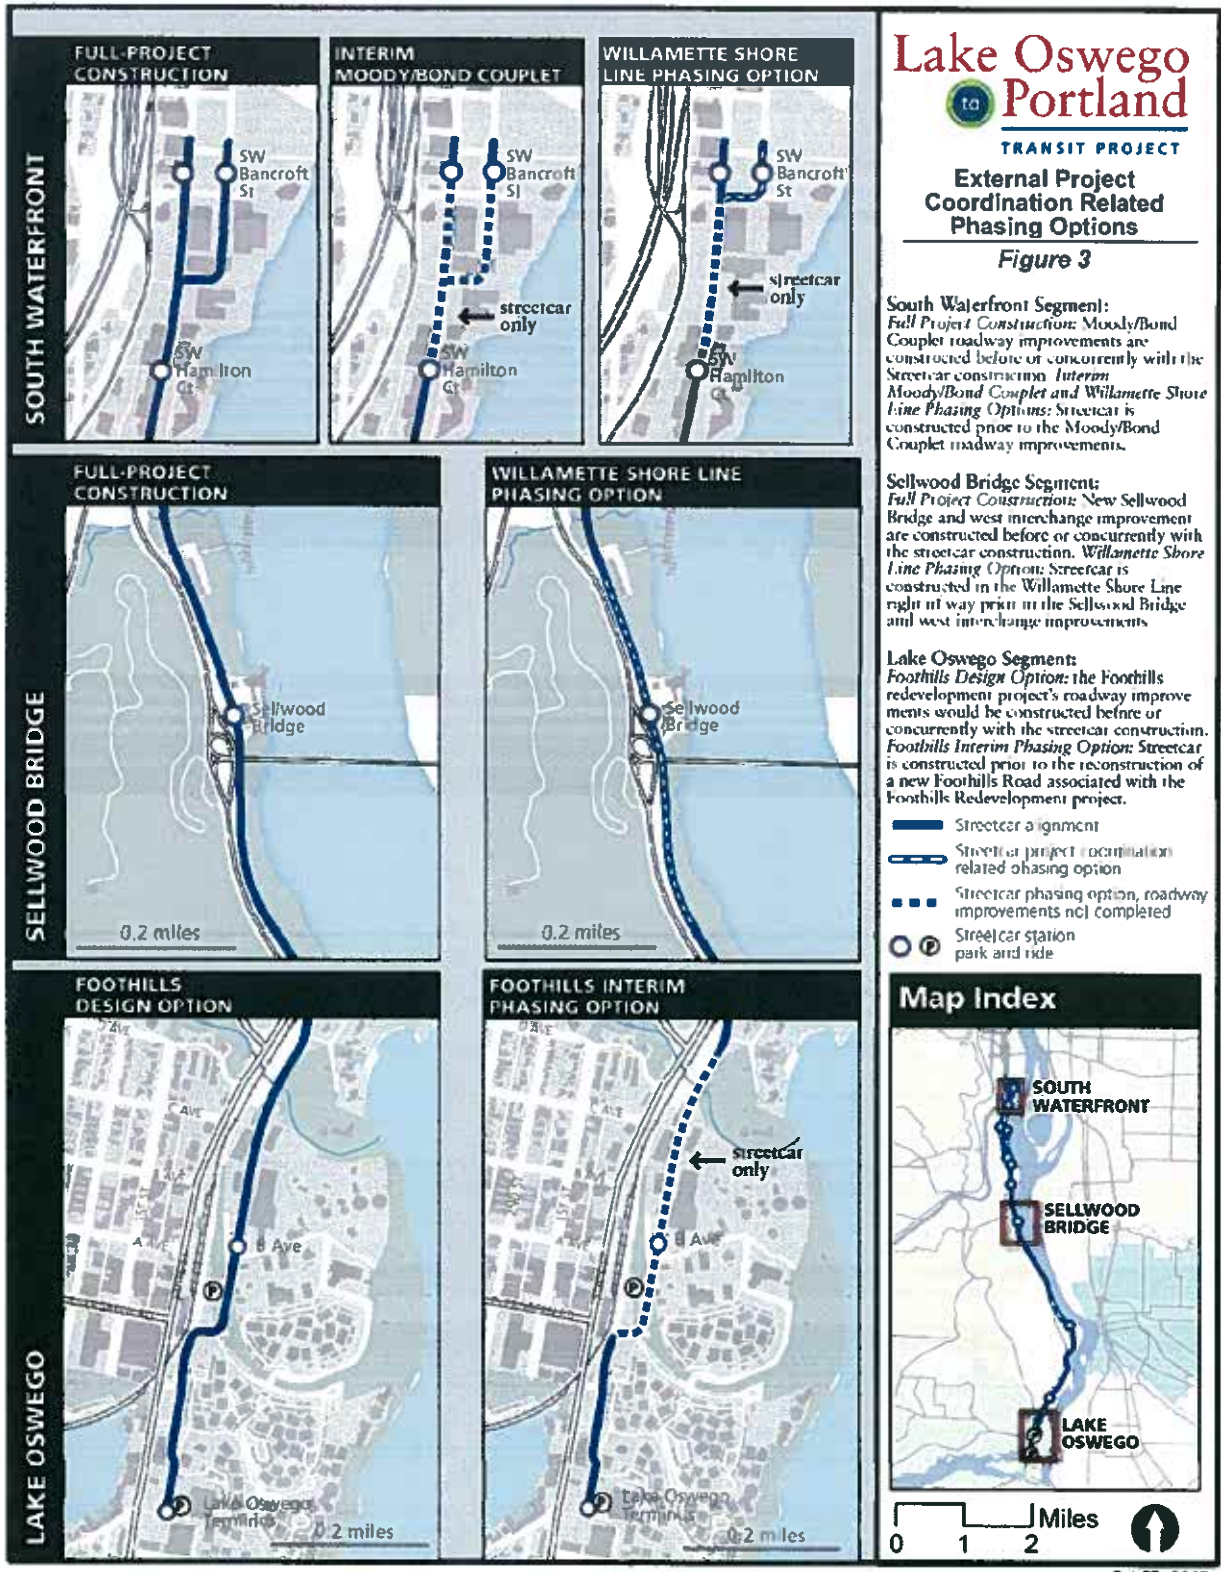 SOUTH WATERFRONT
FULL-PROJECT
CONSTRUCTION
SW
Bancroft
St
SW
Hamilton
Ct
INTERIM
MOODY/BOND COUPLET
SW
Bancroft
St
streetcar
only
SW
Hamilton
Ct
WILLAMETTE SHORE
LINE PHASING OPTION
SW
Bancroft
St
streetcar
only
SW
Hamilton
Ct
SELLWOOD BRIDGE
FULL-PROJECT
CONSTRUCTION
Sellwood
Bridge
0.2 miles
WILLAMETTE SHORE LINE
PHASING OPTION
Sellwood
Bridge
0.2 miles
LAKE OSWEGO
FOOTHILLS
DESIGN OPTION
AVE
C AVE
AVE
1ST ST
A AVE
B Ave
P
P
Lake Oswego
Terminus
0.2 miles
FOOTHILLS INTERIM
PHASING OPTION
AVE
C AVE
streetcar
only
AVE
1ST ST
A AVE
B Ave
P
P
Lake Oswego
Terminus
0.2 miles
Lake Oswego
to Portland
TRANSIT PROJECT
External Project
Coordination Related
Phasing Options
Figure 3
South Waterfront Segment:
Full Project Construction: Moody/Bond
Couplet roadway improvements are
constructed before or concurrently with the
Streetcar construction. Interim
Moody/Bond Couplet and Willamette Shore
Line Phasing Options: Streetcar is
constructed prior to the Moody/Bond
Couplet roadway improvements.
Sellwood Bridge Segment:
Full Project Construction: New Sellwood
Bridge and west interchange improvement
are constructed before or concurrently with
the streetcar construction. Willamette Shore
Line Phasing Option: Streetcar is
constructed in the Willamette Shore Line
right of way prior to the Sellwood Bridge
and west interchange improvements
Lake Oswego Segment:
Foothills Design Option: the Foothills
redevelopment project's roadway improve
ments would be constructed before or
concurrently with the streetcar construction.
Foothills Interim Phasing Option: Streetcar
is constructed prior to the reconstruction of
a new Foothills Road associated with the
Foothills Redevelopment project.
Streetcar alignment
Streetcar project coordination
related phasing option
Streetcar phasing option, roadway
improvements not completed
P Streetcar station
park and ride
Map Index
SOUTH
WATERFRONT
SELLWOOD
BRIDGE
LAKE
OSWEGO
Miles
0 1 2